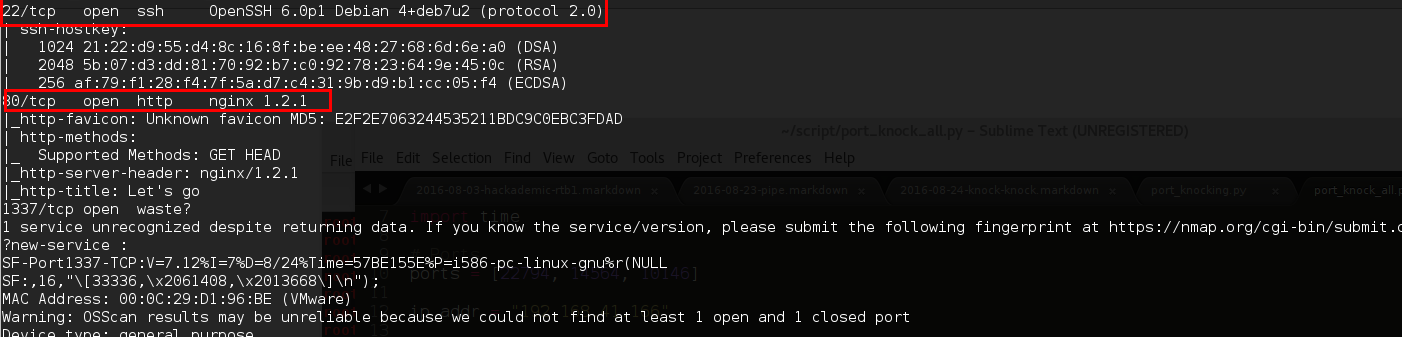 22/tcp   open  ssh     OpenSSH 6.0p1 Debian 4+deb7u2 (protocol 2.0)
| ssh-hostkey:
|   1024 21:22:d9:55:d4:8c:16:8f:be:ee:48:27:68:6d:6e:a0 (DSA)
|   2048 5b:07:d3:dd:81:70:92:b7:c0:92:78:23:64:9e:45:0c (RSA)
|   256 af:79:f1:28:f4:7f:5a:d7:c4:31:9b:d9:b1:cc:05:f4 (ECDSA)
80/tcp   open  http    nginx 1.2.1
|_http-favicon: Unknown favicon MD5: E2F2E7063244535211BDC9C0EBC3FDAD
| http-methods:
|_  Supported Methods: GET HEAD
|_http-server-header: nginx/1.2.1
|_http-title: Let's go
1337/tcp open  waste?
1 service unrecognized despite returning data. If you know the service/version, please submit the following fingerprint at https://nmap.org/cgi-bin/submit.c
?new-service :
SF-Port1337-TCP:V=7.12%I=7%D=8/24%Time=57BE155E%P=i586-pc-linux-gnu%r(NULL
SF:,16,"\[33336,\x2061408,\x2013668\]\n");
MAC Address: 00:0C:29:D1:96:BE (VMware)
Warning: OSScan results may be unreliable because we could not find at least 1 open and 1 closed port
Device type: general purpose
~/script/port_knock_all.py - Sublime Text (UNREGISTERED)
File
File Edit Selection Find View Goto Tools Project Preferences Help
2016-08-03-hackademic-rtb1.markdown
2016-08-23-pipe.markdown
2016-08-24-knock-knock.markdown
port_knocking.py
port_knock_all.p
7 import time
ports = [22794, 14564, 10146]
11
13